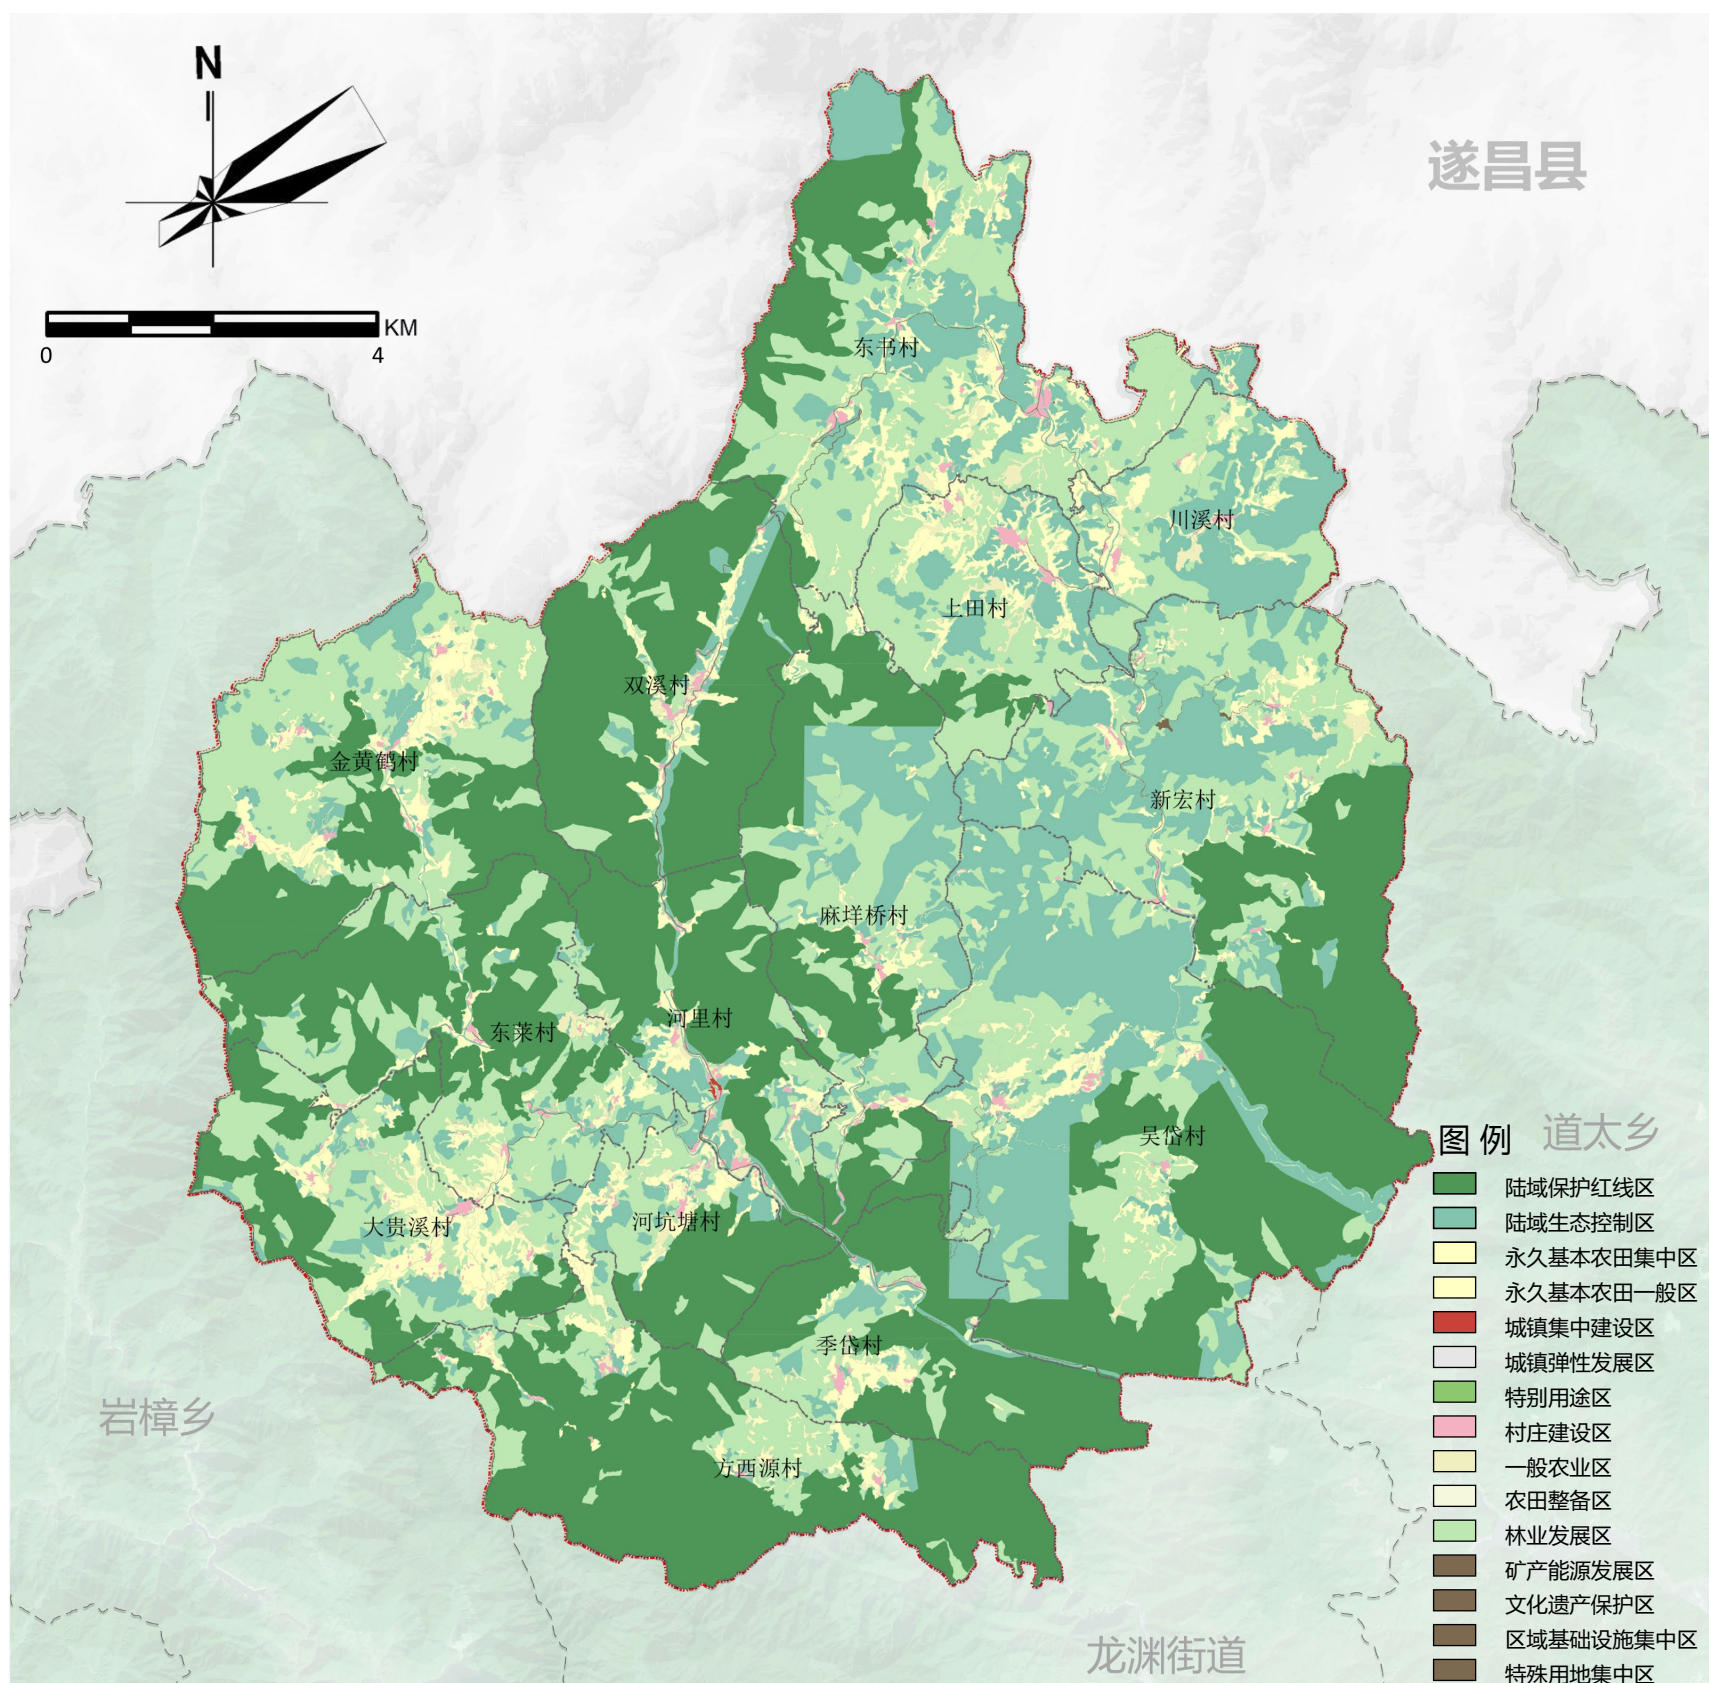 N
遂昌县
KM
0
4
东书村
川溪村
上田村
双溪村
金黄鹤村
新宏村
麻垟桥村
河里村
东莱村
吴岱村
大贵溪村
河坑塘村
季岱村
方西源村
岩樟乡
龙渊街道
道太乡
图 例
陆域保护红线区
陆域生态控制区
永久基本农田集中区
永久基本农田一般区
城镇集中建设区
城镇弹性发展区
特别用途区
村庄建设区
一般农业区
农田整备区
林业发展区
矿产能源发展区
文化遗产保护区
区域基础设施集中区
特殊用地集中区